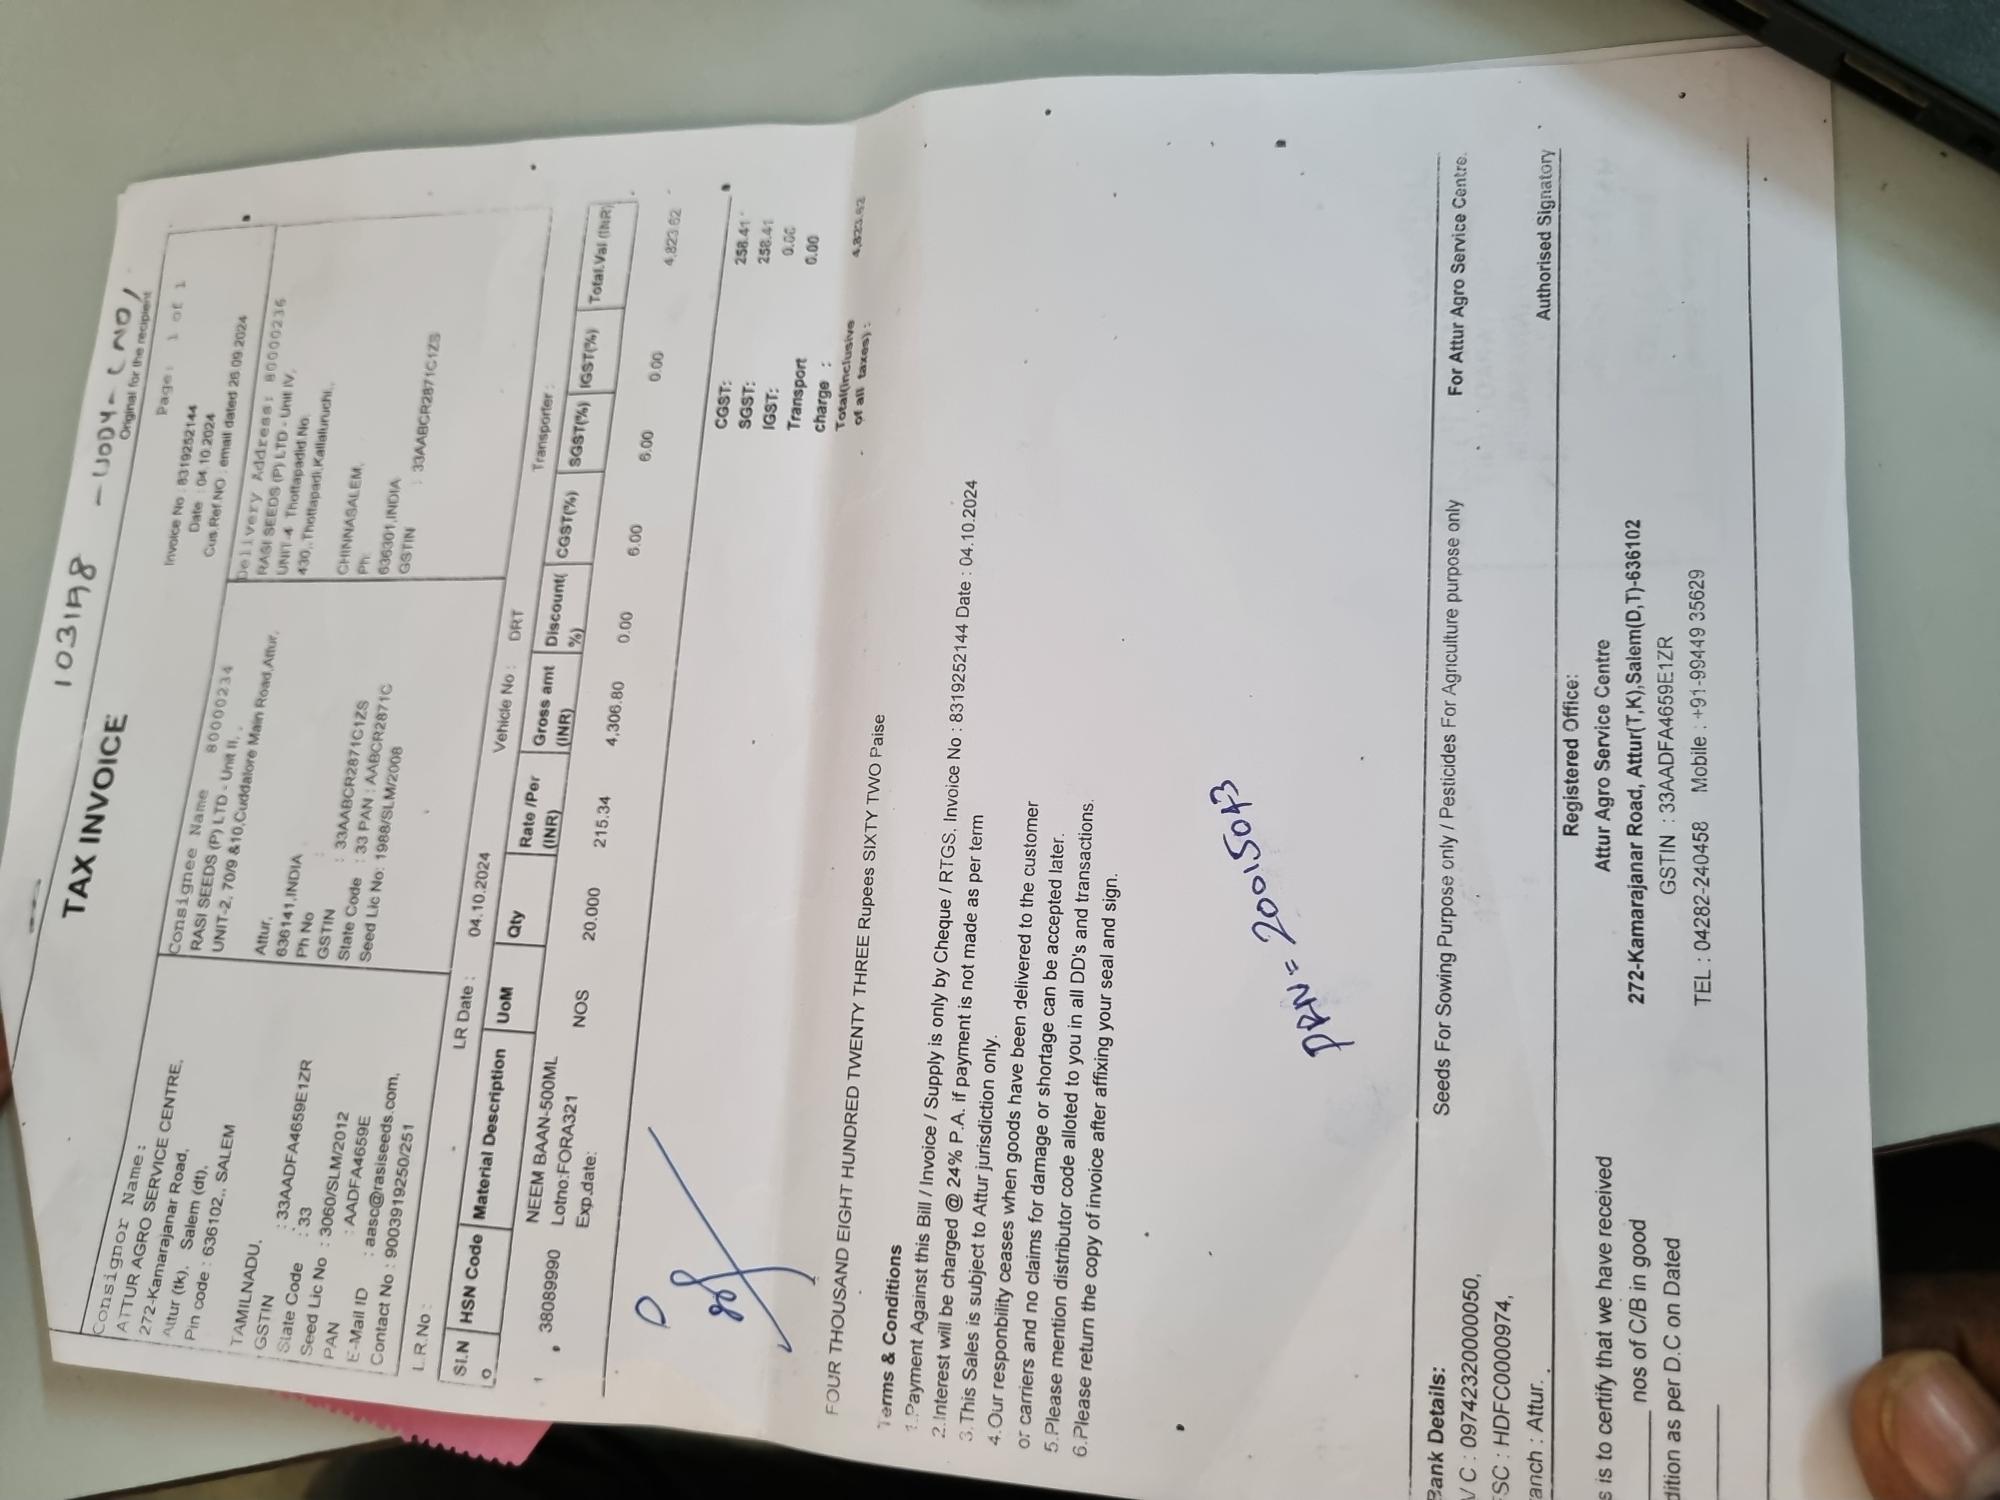 1031A8
TAX INVOICE
Original for the recipient
Page: 1 of 1
Invoice No : 8319252144
Date : 04.10.2024
Cus.Ref.NO : email dated 26.09.2024
Consignor Name:
ATTUR AGRO SERVICE CENTRE,
272-Kamarajanar Road,
Attur (tk), Salem (dt),
Pin code : 636102,, SALEM
TAMILNADU,
GSTIN : 33AADFA4659E1ZR
State Code : 33
Seed Lic No : 3060/SLM/2012
PAN : AADFA4659E
E-Mail ID : aasc@rasiseeds.com,
Contact No : 9003919250/251
Consignee Name 80000234
RASI SEEDS (P) LTD - Unit II, ,
UNIT-2, 70/9 &10,Cuddalore Main Road,Attur,
Attur,
636141,INDIA
Ph No :
GSTIN : 33AABCR2871C1ZS
State Code : 33 PAN : AABCR2871C
Seed Lic No: 1988/SLM/2008
Delivery Address: 80000236
RASI SEEDS (P) LTD - Unit IV,
UNIT-4 Thottapadid No.
430,,Thottapadi,Kallakuruchi,,
CHINNASALEM,
Ph:
636301,INDIA
GSTIN : 33AABCR2871C1ZS
L.R.No :
LR Date : 04.10.2024
Vehicle No : DRT
Transporter :
Sl.No HSN Code Material Description UoM Qty Rate /Per (INR) Gross amt (INR) Discount(%) CGST(%) SGST(%) IGST(%) Total.Val (INR)
1 38089990 NEEM BAAN-500ML NOS 20.000 215.34 4,306.80 0.00 6.00 6.00 0.00 4,823.62
Lotno:FORA321
Exp.date:
CGST: 258.41
SGST: 258.41
IGST: 0.00
Transport charge : 0.00
Total(inclusive of all taxes) : 4,823.62
FOUR THOUSAND EIGHT HUNDRED TWENTY THREE Rupees SIXTY TWO Paise
Terms & Conditions
1.Payment Against this Bill / Invoice / Supply is only by Cheque / RTGS. Invoice No : 8319252144 Date : 04.10.2024
2.Interest will be charged @ 24% P.A. if payment is not made as per term
3.This Sales is subject to Attur jurisdiction only.
4.Our responbility ceases when goods have been delivered to the customer
or carriers and no claims for damage or shortage can be accepted later.
5.Please mention distributor code alloted to you in all DD's and transactions.
6.Please return the copy of invoice after affixing your seal and sign.
PRN = 20015043
Bank Details:
/ C : 09742320000050,
SC : HDFC0000974,
anch : Attur.
Seeds For Sowing Purpose only / Pesticides For Agriculture purpose only
For Attur Agro Service Centre.
Authorised Signatory
s is to certify that we have received
nos of C/B in good
dition as per D.C on Dated
Registered Office:
Attur Agro Service Centre
272-Kamarajanar Road, Attur(T,K),Salem(D,T)-636102
GSTIN : 33AADFA4659E1ZR
TEL : 04282-240458 Mobile : +91-99449 35629